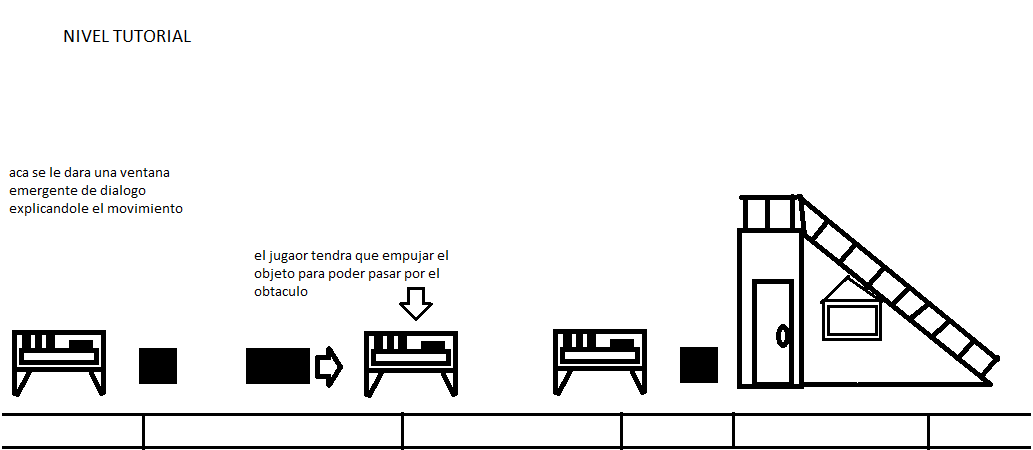 NIVEL TUTORIAL
aca se le dara una ventana
emergente de dialogo
explicandole el movimiento
el jugaor tendra que empujar el
objeto para poder pasar por el
obtaculo